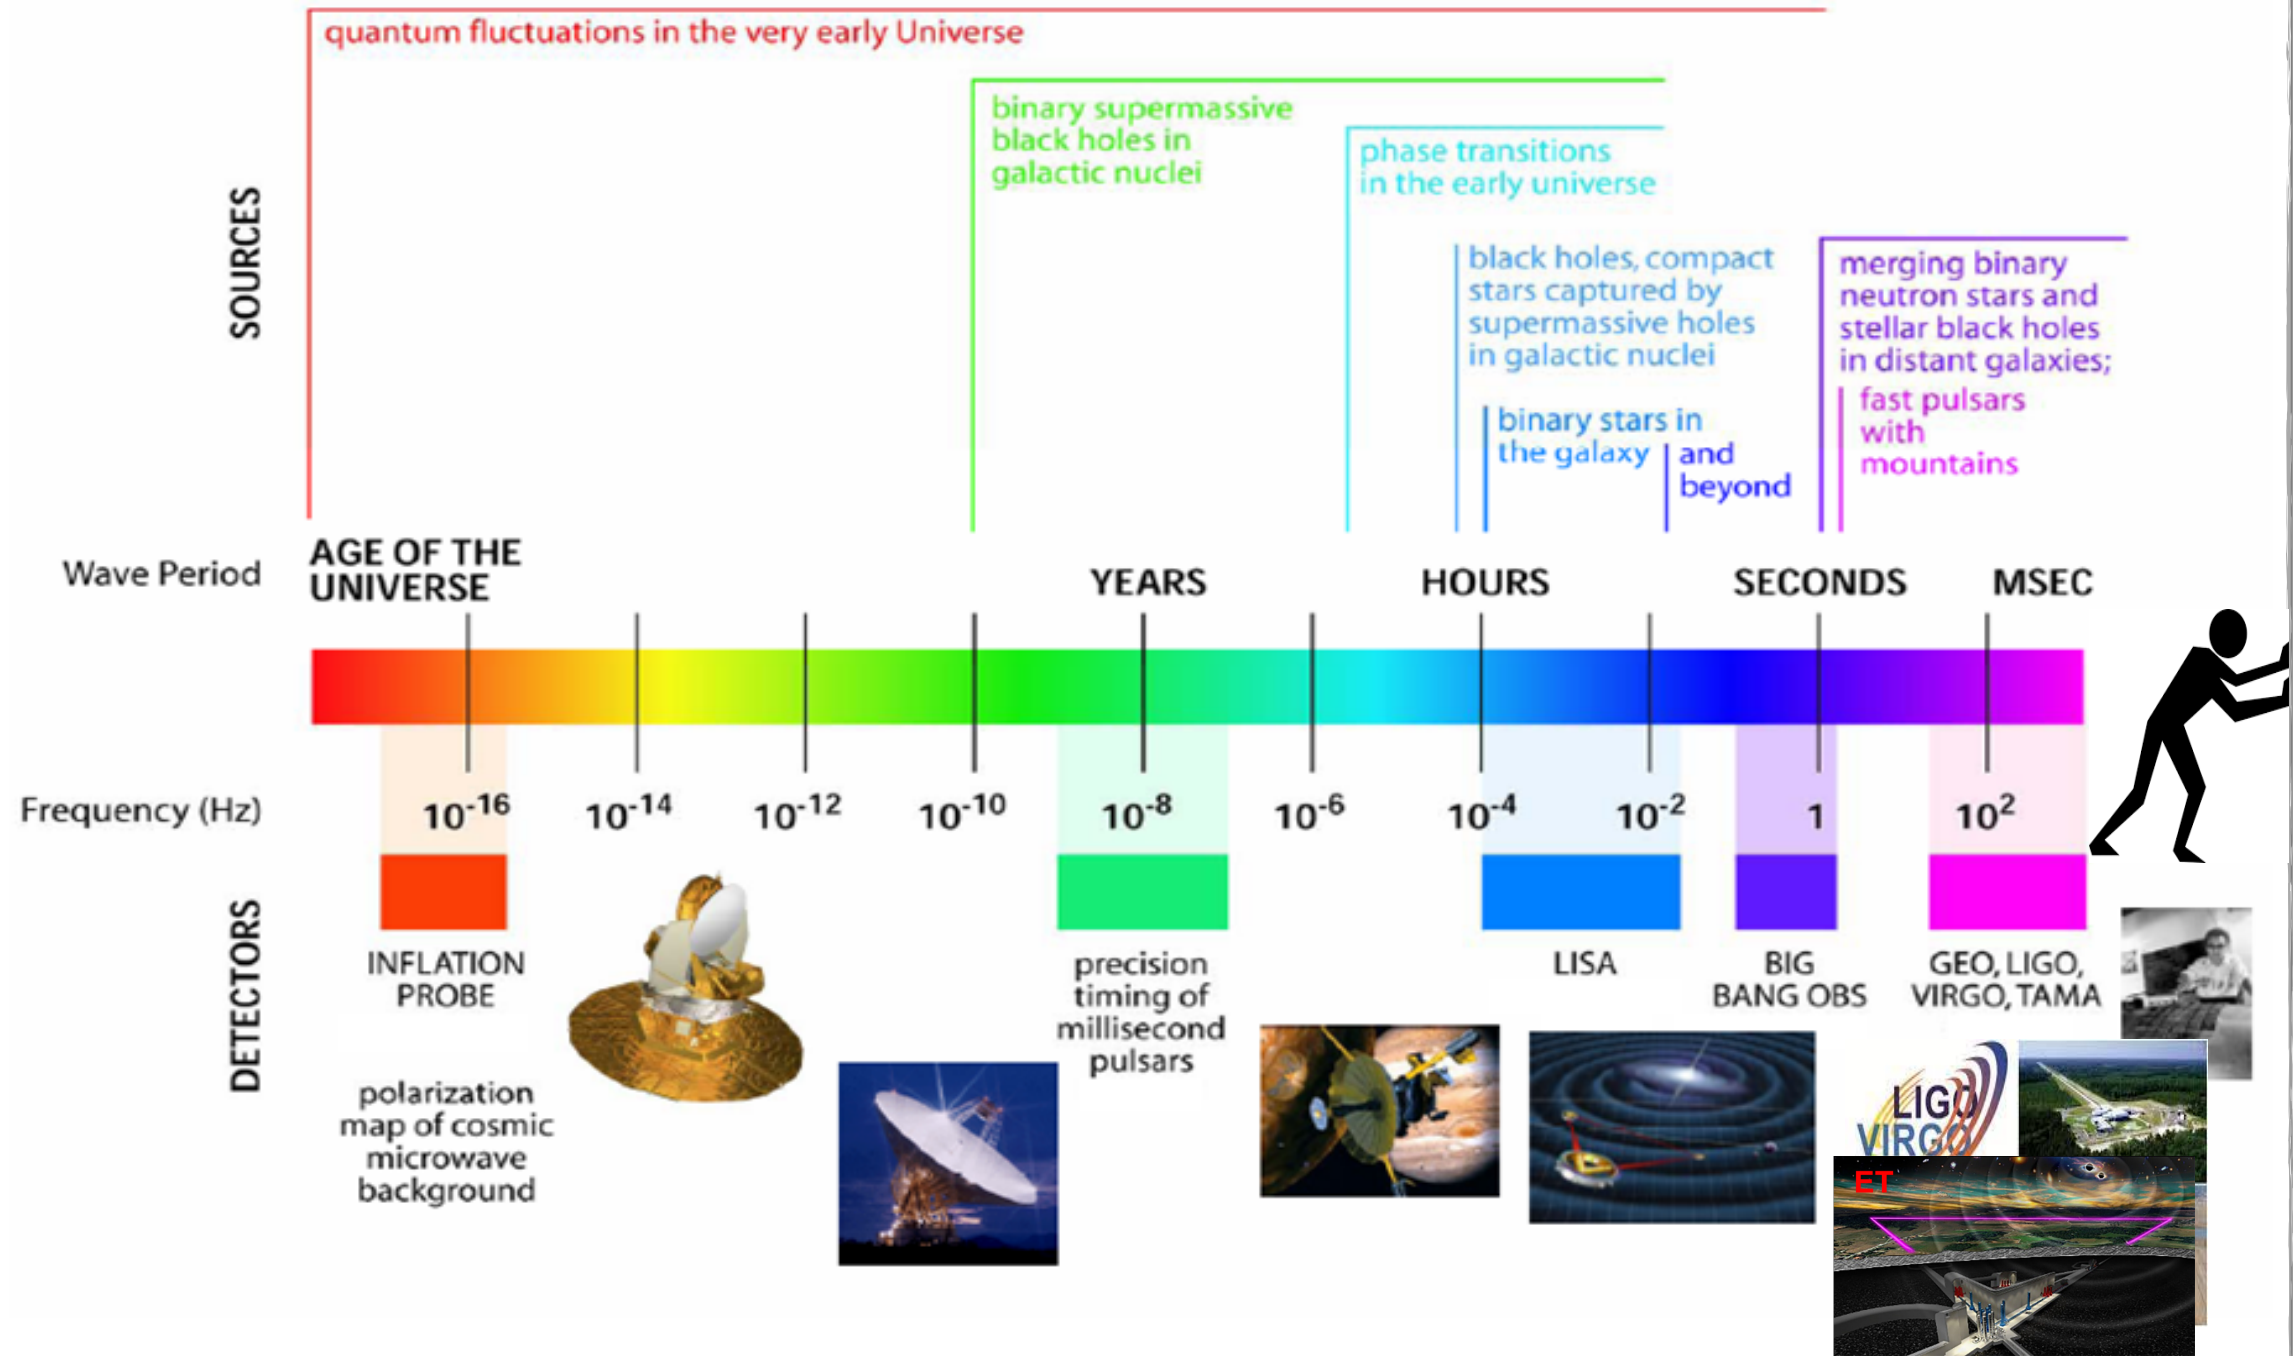 quantum fluctuations in the very early Universe
binary supermassive
black holes in
galactic nuclei
phase transitions
in the early universe
SOURCES
black holes, compact
stars captured by
supermassive holes
in galactic nuclei
merging binary
neutron stars and
stellar black holes
in distant galaxies;
fast pulsars
with
mountains
binary stars in
the galaxy
and
beyond
Wave Period
AGE OF THE
UNIVERSE
YEARS
HOURS
SECONDS
MSEC
Frequency (Hz)
10⁻¹⁶
10⁻¹⁴
10⁻¹²
10⁻¹⁰
10⁻⁸
10⁻⁶
10⁻⁴
10⁻²
1
10²
DETECTORS
INFLATION
PROBE
polarization
map of cosmic
microwave
background
precision
timing of
millisecond
pulsars
LISA
BIG
BANG OBS
GEO, LIGO,
VIRGO, TAMA
LIGO
VIRGO
ET